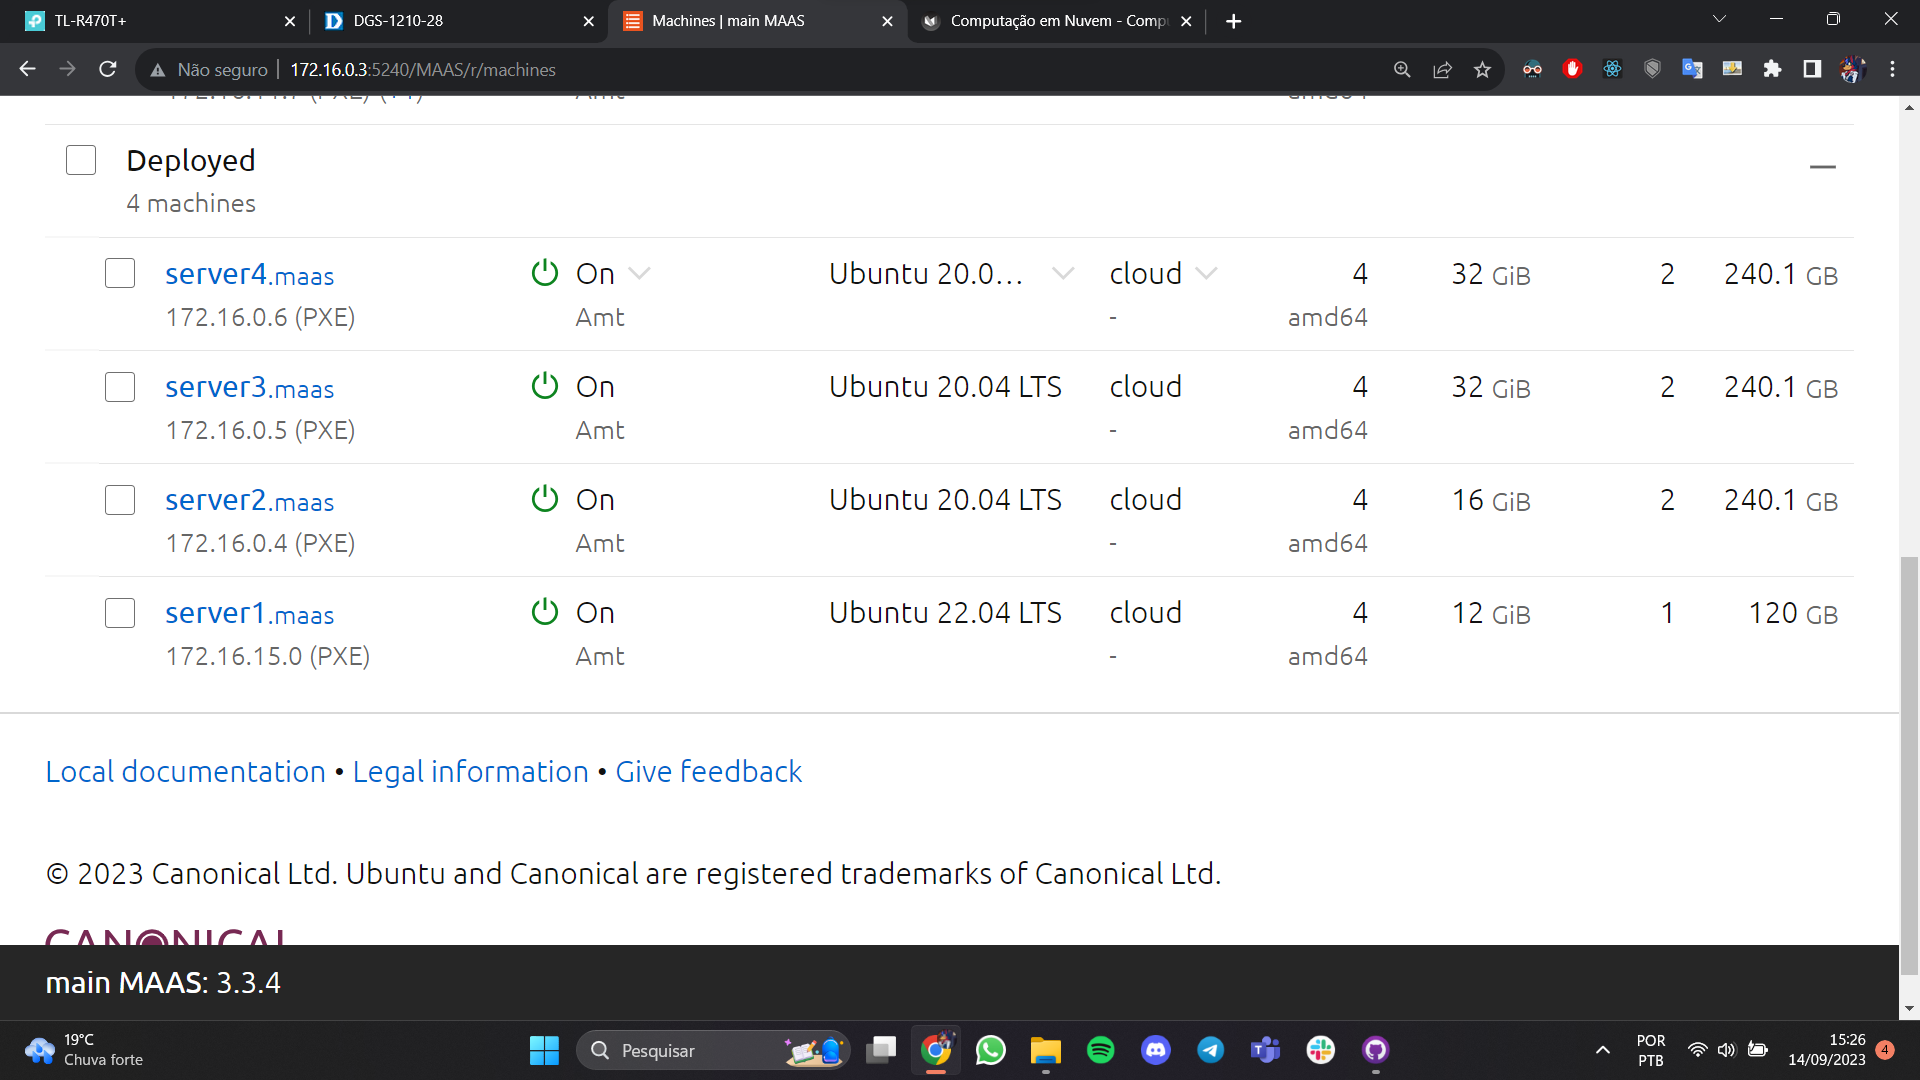 TL-R470T+
DGS-1210-28
Machines | main MAAS
Computação em Nuvem - Comp
Não seguro
172.16.0.3:5240/MAAS/r/machines
Deployed
4 machines
server4.maas On Ubuntu 20.0... cloud 4 32 GiB 2 240.1 GB
172.16.0.6 (PXE) Amt - amd64
server3.maas On Ubuntu 20.04 LTS cloud 4 32 GiB 2 240.1 GB
172.16.0.5 (PXE) Amt - amd64
server2.maas On Ubuntu 20.04 LTS cloud 4 16 GiB 2 240.1 GB
172.16.0.4 (PXE) Amt - amd64
server1.maas On Ubuntu 22.04 LTS cloud 4 12 GiB 1 120 GB
172.16.15.0 (PXE) Amt - amd64
Local documentation • Legal information • Give feedback
© 2023 Canonical Ltd. Ubuntu and Canonical are registered trademarks of Canonical Ltd.
CANONICAL
main MAAS: 3.3.4
19°C
Chuva forte
Pesquisar
POR
PTB
15:26
14/09/2023
4